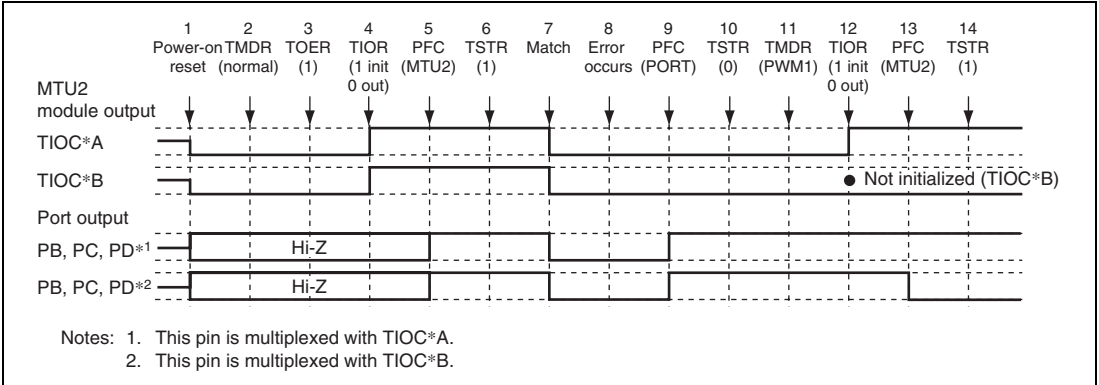 1 2 3 4 5 6 7 8 9 10 11 12 13 14
Power-on TMDR TOER TIOR PFC TSTR Match Error PFC TSTR TMDR TIOR PFC TSTR
reset (normal) (1) (1 init (MTU2) (1) occurs (PORT) (0) (PWM1) (1 init (MTU2) (1)
0 out) 0 out)
MTU2
module output
TIOC*A
TIOC*B
Not initialized (TIOC*B)
Port output
PB, PC, PD*1 Hi-Z
PB, PC, PD*2 Hi-Z
Notes: 1. This pin is multiplexed with TIOC*A.
2. This pin is multiplexed with TIOC*B.